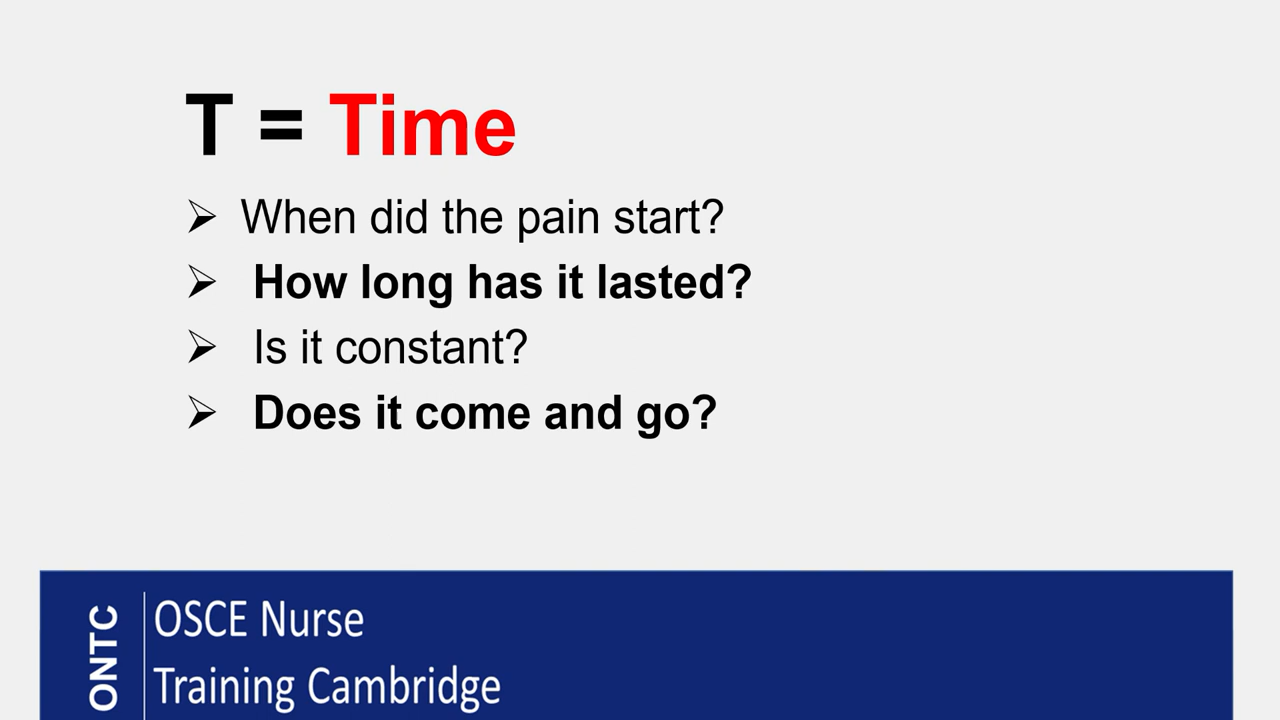 T = Time
➢ When did the pain start?
➢ How long has it lasted?
➢ Is it constant?
➢ Does it come and go?
ONTC
OSCE Nurse
Training Cambridge